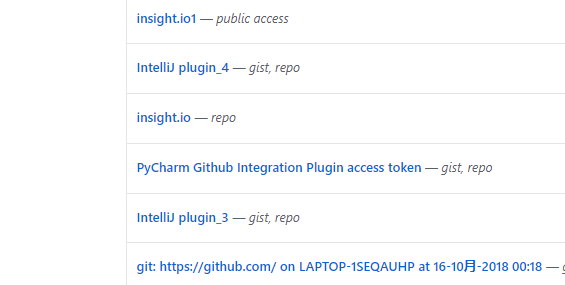 insight.io1 — public access
IntelliJ plugin_4 — gist, repo
insight.io — repo
PyCharm Github Integration Plugin access token — gist, repo
IntelliJ plugin_3 — gist, repo
git: https://github.com/ on LAPTOP-1SEQAUHP at 16-10月-2018 00:18 —